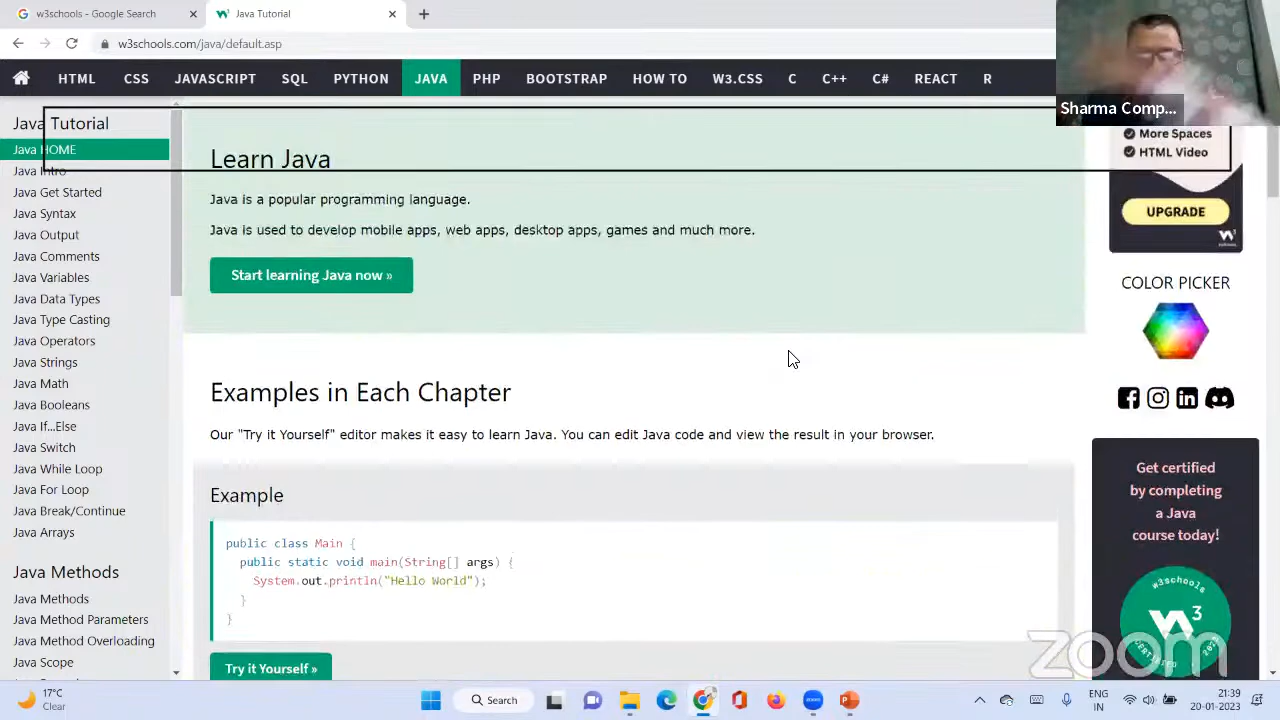 w3schools - Google Search
Java Tutorial
w3schools.com/java/default.asp
HTML CSS JAVASCRIPT SQL PYTHON JAVA PHP BOOTSTRAP HOW TO W3.CSS C C++ C# REACT R
Sharma Comp...
Java Tutorial
Java HOME
Java Intro
Java Get Started
Java Syntax
Java Output
Java Comments
Java Variables
Java Data Types
Java Type Casting
Java Operators
Java Strings
Java Math
Java Booleans
Java If...Else
Java Switch
Java While Loop
Java For Loop
Java Break/Continue
Java Arrays
Java Methods
Java Methods
Java Method Parameters
Java Method Overloading
Java Scope
Learn Java
Java is a popular programming language.
Java is used to develop mobile apps, web apps, desktop apps, games and much more.
Start learning Java now »
Examples in Each Chapter
Our "Try it Yourself" editor makes it easy to learn Java. You can edit Java code and view the result in your browser.
Example
public class Main {
public static void main(String[] args) {
System.out.println("Hello World");
}
}
Try it Yourself »
More Spaces
HTML Video
UPGRADE
COLOR PICKER
Get certified
by completing
a Java
course today!
w3schools
W3
CERTIFIED
zoom
17°C
Clear
Search
ENG
IN
21:39
20-01-2023